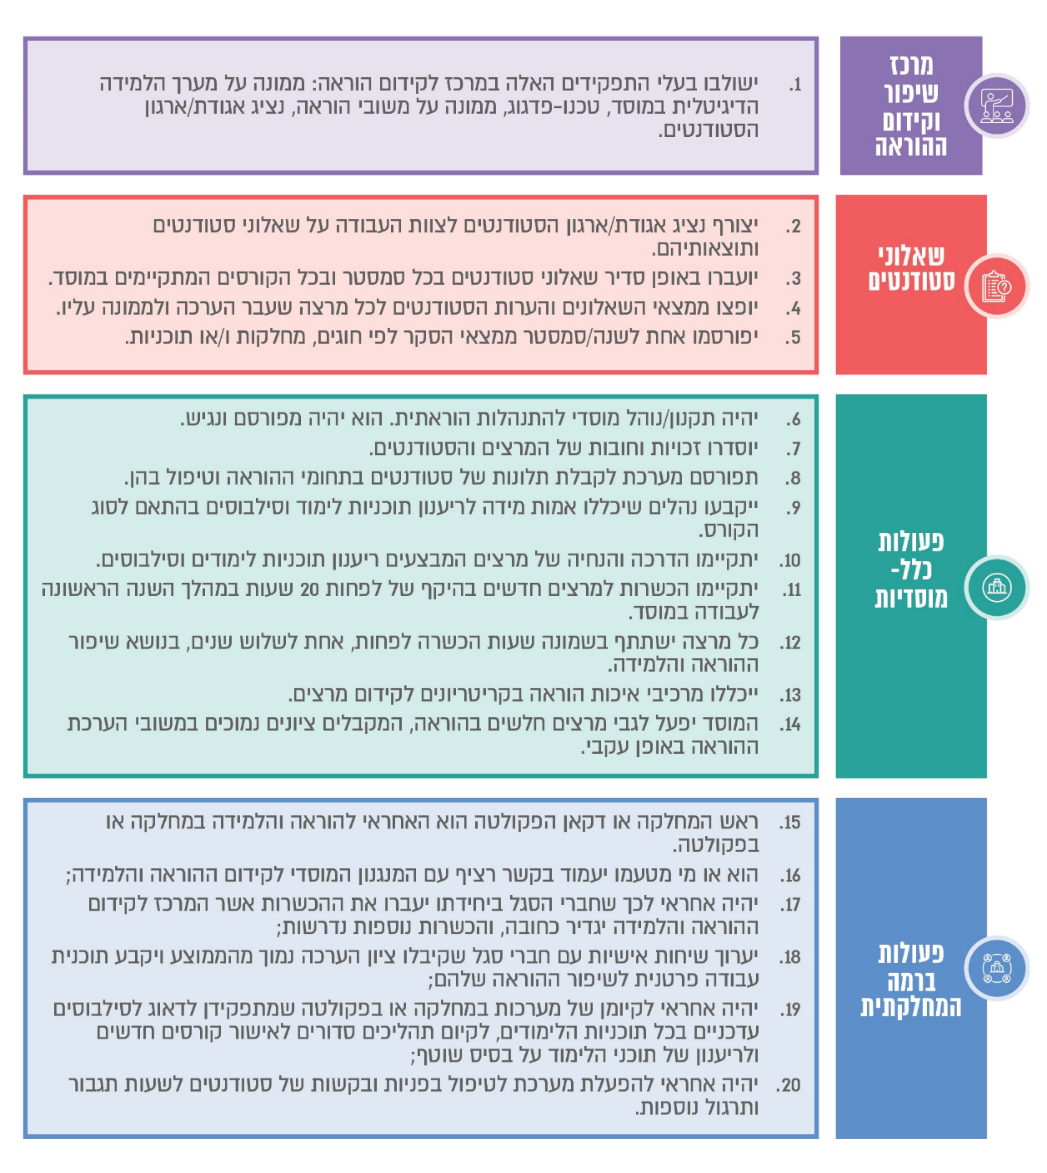 מרכז
שיפור
וקידום
ההוראה
1. ישולבו בעלי התפקידים האלה במרכז לקידום הוראה: ממונה על מערך הלמידה
הדיגיטלית במוסד, טכנו-פדגוג, ממונה על משובי הוראה, נציג אגודת/ארגון
הסטודנטים.
שאלוני
סטודנטים
2. יצורף נציג אגודת/ארגון הסטודנטים לצוות העבודה על שאלוני סטודנטים
ותוצאותיהם.
3. יועברו באופן סדיר שאלוני סטודנטים בכל סמסטר ובכל הקורסים המתקיימים במוסד.
4. יופצו ממצאי השאלונים והערות הסטודנטים לכל מרצה שעבר הערכה ולממונה עליו.
5. יפורסמו אחת לשנה/סמסטר ממצאי הסקר לפי חוגים, מחלקות ו/או תוכניות.
פעולות
כלל-
מוסדיות
6. יהיה תקנון/נוהל מוסדי להתנהלות הוראתית. הוא יהיה מפורסם ונגיש.
7. יוסדרו זכויות וחובות של המרצים והסטודנטים.
8. תפורסם מערכת לקבלת תלונות של סטודנטים בתחומי ההוראה וטיפול בהן.
9. ייקבעו נהלים שיכללו אמות מידה לריענון תוכניות לימוד וסילבוסים בהתאם לסוג
הקורס.
10. יתקיימו הדרכה והנחיה של מרצים המבצעים ריענון תוכניות לימודים וסילבוסים.
11. יתקיימו הכשרות למרצים חדשים בהיקף של לפחות 20 שעות במהלך השנה הראשונה
לעבודה במוסד.
12. כל מרצה ישתתף בשמונה שעות הכשרה לפחות, אחת לשלוש שנים, בנושא שיפור
ההוראה והלמידה.
13. ייכללו מרכיבי איכות הוראה בקריטריונים לקידום מרצים.
14. המוסד יפעל לגבי מרצים חלשים בהוראה, המקבלים ציונים נמוכים במשובי הערכת
ההוראה באופן עקבי.
פעולות
ברמה
המחלקתית
15. ראש המחלקה או דקאן הפקולטה הוא האחראי להוראה והלמידה במחלקה או
בפקולטה.
16. הוא או מי מטעמו יעמוד בקשר רציף עם המנגנון המוסדי לקידום ההוראה והלמידה;
17. יהיה אחראי לכך שחברי הסגל ביחידתו יעברו את ההכשרות אשר המרכז לקידום
ההוראה והלמידה יגדיר כחובה, והכשרות נוספות נדרשות;
18. יערוך שיחות אישיות עם חברי סגל שקיבלו ציון הערכה נמוך מהממוצע ויקבע תוכנית
עבודה פרטנית לשיפור ההוראה שלהם;
19. יהיה אחראי לקיומן של מערכות במחלקה או בפקולטה שמתפקידן לדאוג לסילבוסים
עדכניים בכל תוכניות הלימודים, לקיום תהליכים סדורים לאישור קורסים חדשים
ולריענון של תוכני הלימוד על בסיס שוטף;
20. יהיה אחראי להפעלת מערכת לטיפול בפניות ובקשות של סטודנטים לשעות תגבור
ותרגול נוספות.